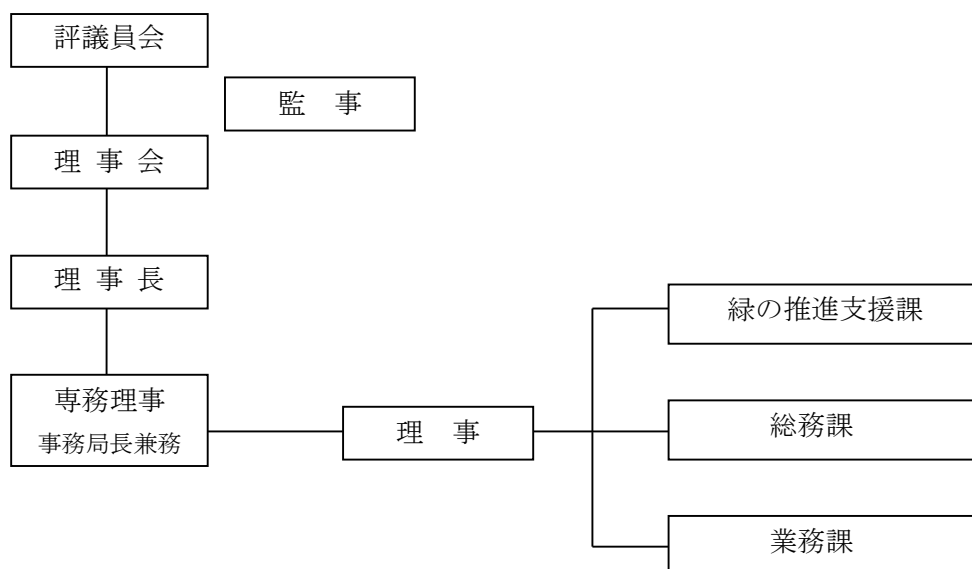 評議員会
監　事
理 事 会
理 事 長
専務理事
事務局長兼務
理　事
緑の推進支援課
総務課
業務課